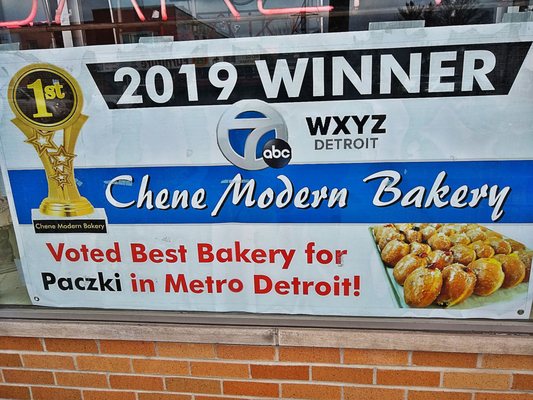 1st
2019 WINNER
7
abc
WXYZ
DETROIT
Chene Modern Bakery
Chene Modern Bakery
Voted Best Bakery for
Paczki in Metro Detroit!